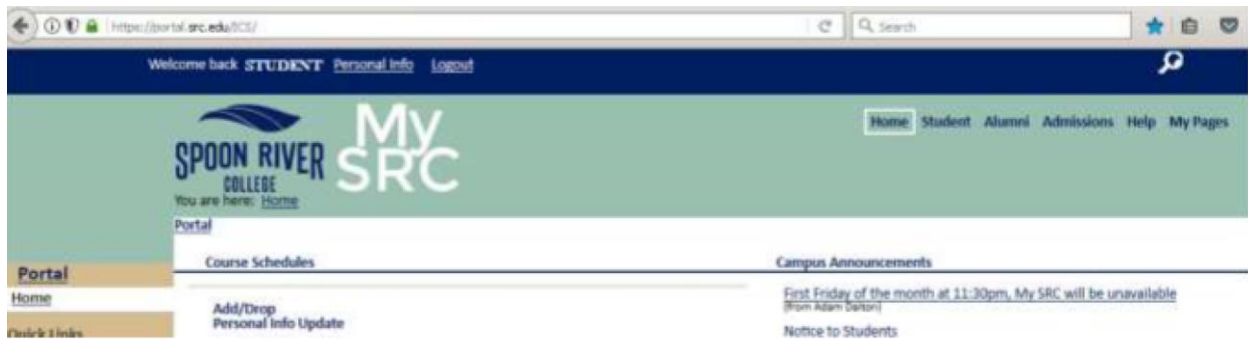 https://portal.src.edu/ICS/
Search
Welcome back STUDENT Personal Info Logout
SPOON RIVER
COLLEGE
My
SRC
Home Student Alumni Admissions Help My Pages
You are here: Home
Portal
Portal
Home
Quick Links
Course Schedules
Add/Drop
Personal Info Update
Campus Announcements
First Friday of the month at 11:30pm, My SRC will be unavailable
(from Adam Dalton)
Notice to Students